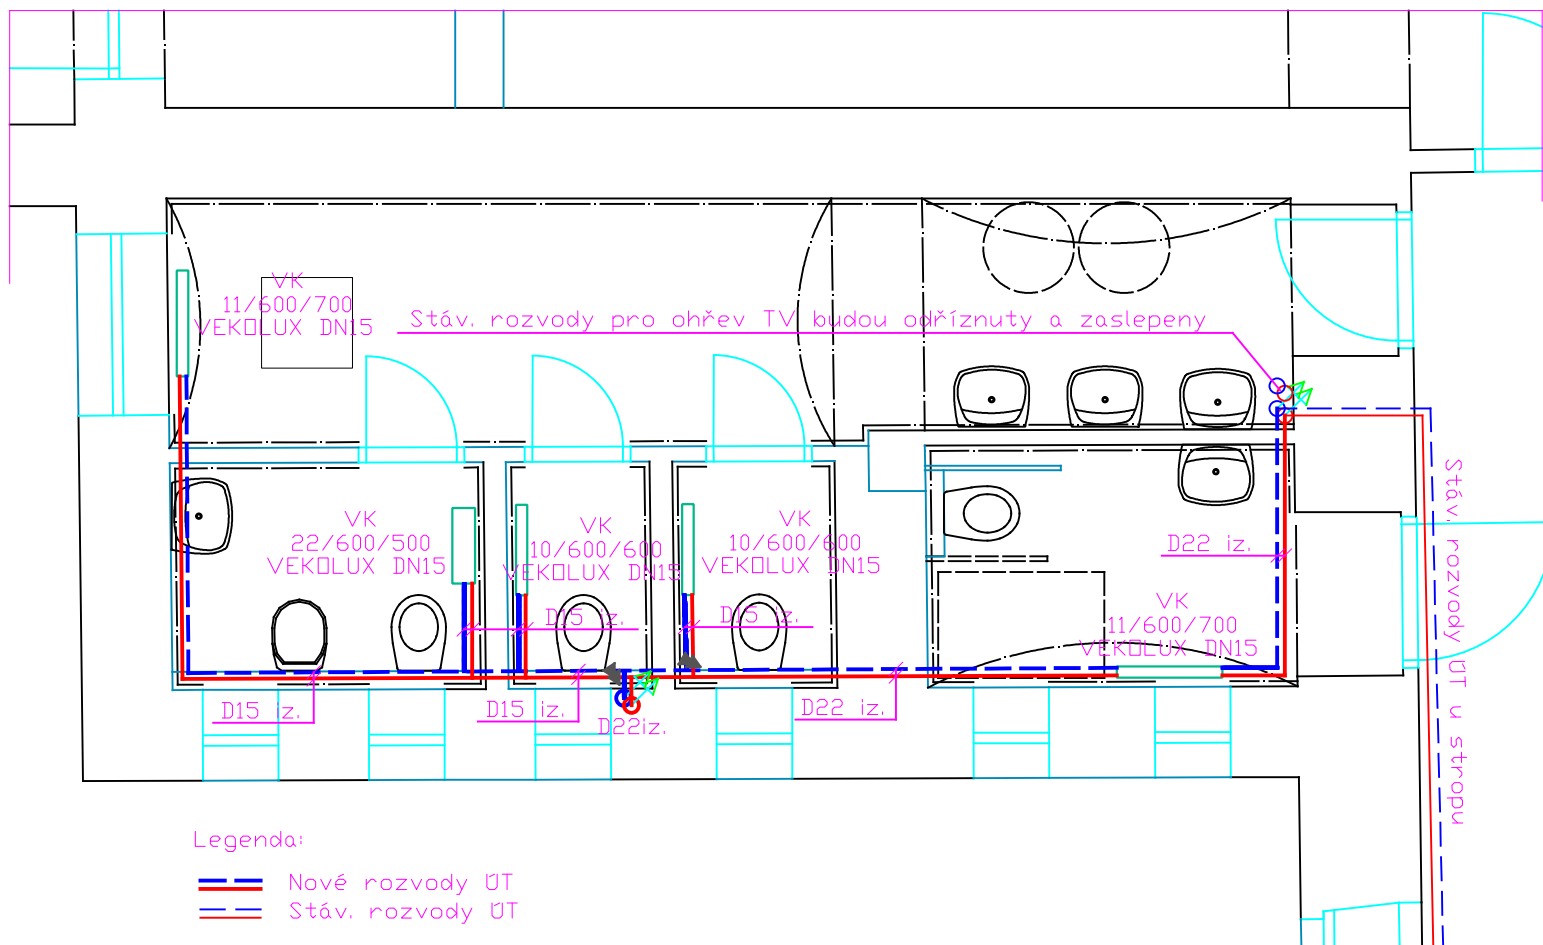 VK
11/600/700
VEKOLUX DN15
Stáv. rozvody pro ohřev TV budou odříznuty a zaslepeny
VK
22/600/500
VEKOLUX DN15
VK
10/600/600
VEKOLUX DN15
VK
10/600/600
VEKOLUX DN15
D22 iz.
VK
11/600/700
VEKOLUX DN15
D15 iz.
D15 iz.
D15 iz.
D15 iz.
D22iz.
D22 iz.
Stáv. rozvody ÚT u stropu
Legenda:
Nové rozvody ÚT
Stáv. rozvody ÚT